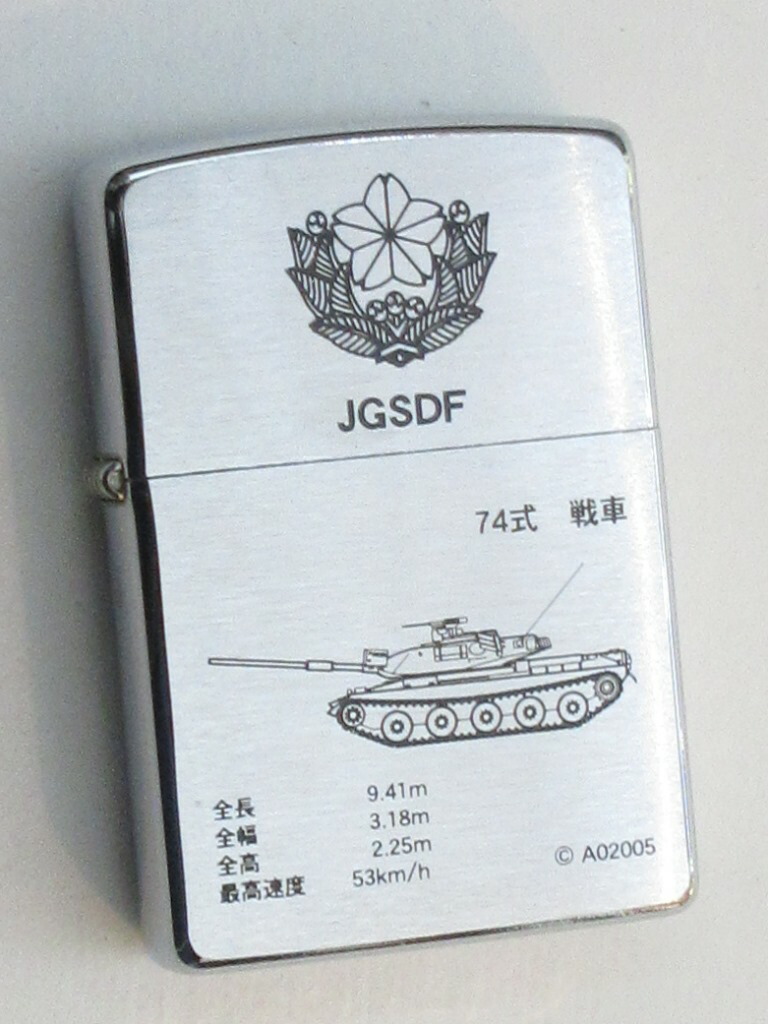 JGSDF
74式 戦車
全長 9.41m
全幅 3.18m
全高 2.25m
最高速度 53km/h
© A02005